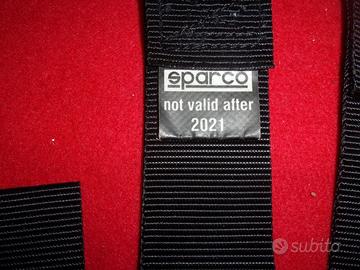 sparco
not valid after
2021
subito